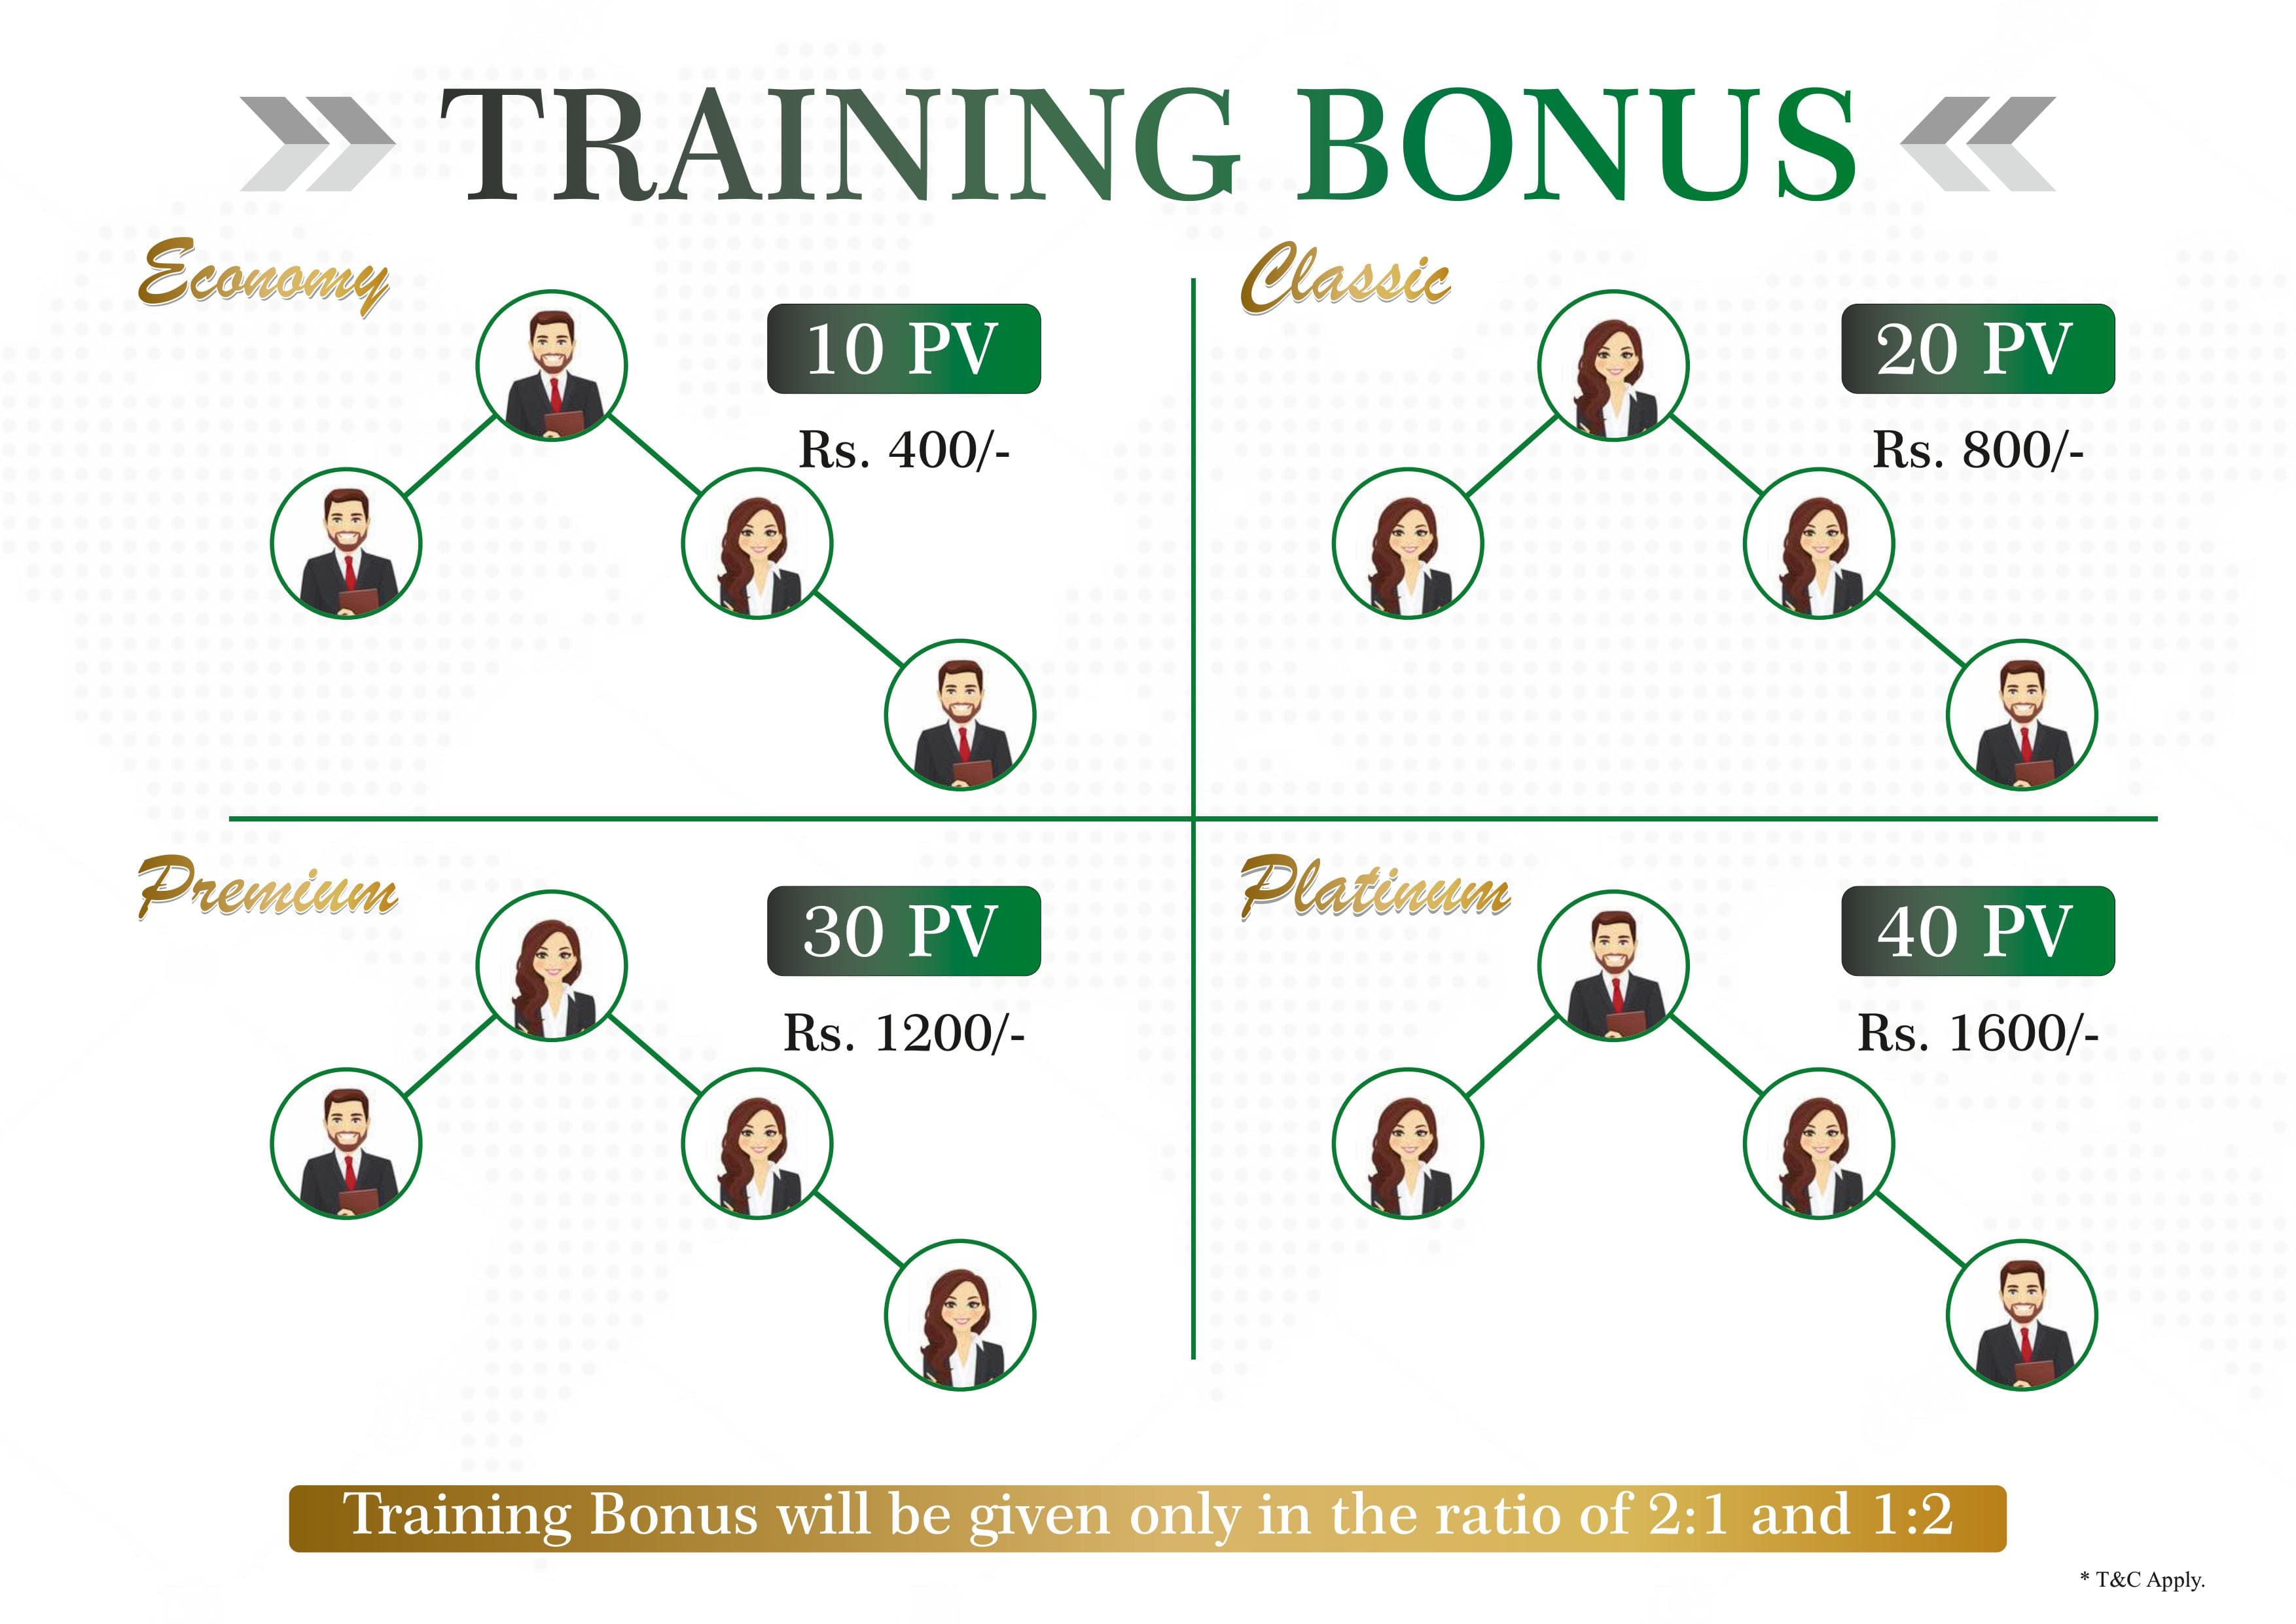 TRAINING BONUS
Economy
10 PV
Rs. 400/-
Classic
20 PV
Rs. 800/-
Premium
30 PV
Rs. 1200/-
Platinum
40 PV
Rs. 1600/-
Training Bonus will be given only in the ratio of 2:1 and 1:2
* T&C Apply.